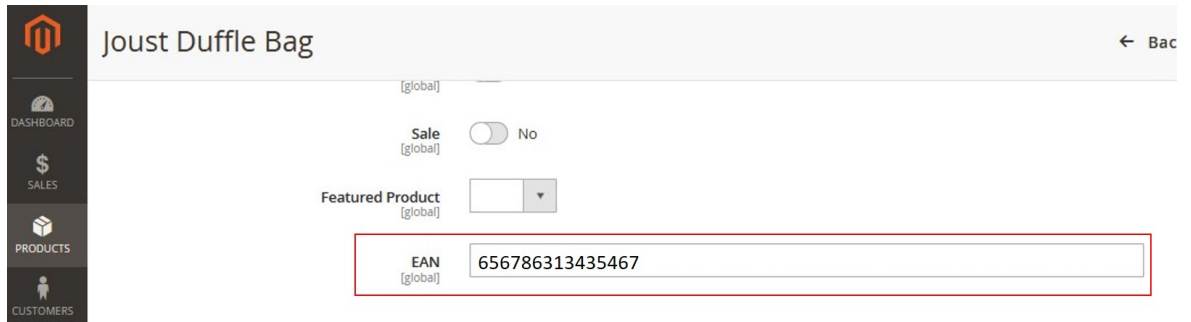 Joust Duffle Bag
← Bac
[global]
DASHBOARD
Sale
No
[global]
$
SALES
Featured Product
[global]
PRODUCTS
EAN
656786313435467
[global]
CUSTOMERS